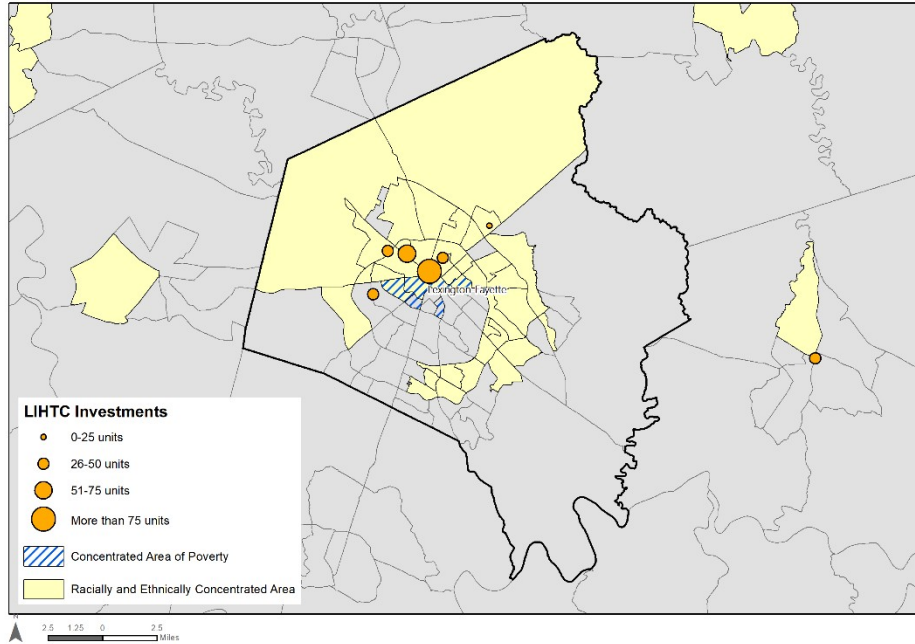 Lexington-Fayette
LIHTC Investments
0-25 units
26-50 units
51-75 units
More than 75 units
Concentrated Area of Poverty
Racially and Ethnically Concentrated Area
N
2.5 1.25 0 2.5
Miles